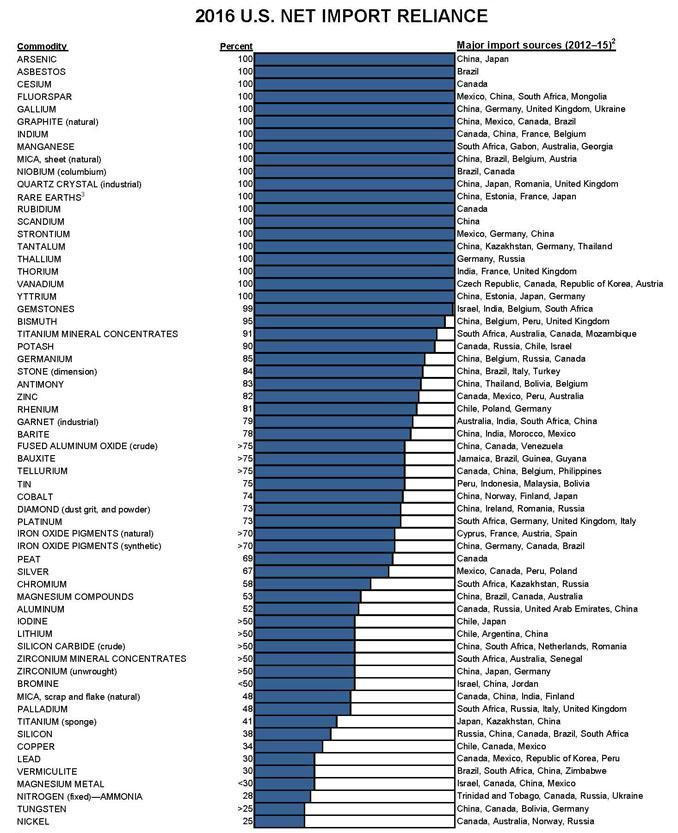 2016 U.S. NET IMPORT RELIANCE
Commodity Percent Major import sources (2012–15)2
ARSENIC 100 China, Japan
ASBESTOS 100 Brazil
CESIUM 100 Canada
FLUORSPAR 100 Mexico, China, South Africa, Mongolia
GALLIUM 100 China, Germany, United Kingdom, Ukraine
GRAPHITE (natural) 100 China, Mexico, Canada, Brazil
INDIUM 100 Canada, China, France, Belgium
MANGANESE 100 South Africa, Gabon, Australia, Georgia
MICA, sheet (natural) 100 China, Brazil, Belgium, Austria
NIOBIUM (columbium) 100 Brazil, Canada
QUARTZ CRYSTAL (industrial) 100 China, Japan, Romania, United Kingdom
RARE EARTHS3 100 China, Estonia, France, Japan
RUBIDIUM 100 Canada
SCANDIUM 100 China
STRONTIUM 100 Mexico, Germany, China
TANTALUM 100 China, Kazakhstan, Germany, Thailand
THALLIUM 100 Germany, Russia
THORIUM 100 India, France, United Kingdom
VANADIUM 100 Czech Republic, Canada, Republic of Korea, Austria
YTTRIUM 100 China, Estonia, Japan, Germany
GEMSTONES 99 Israel, India, Belgium, South Africa
BISMUTH 95 China, Belgium, Peru, United Kingdom
TITANIUM MINERAL CONCENTRATES 91 South Africa, Australia, Canada, Mozambique
POTASH 90 Canada, Russia, Chile, Israel
GERMANIUM 85 China, Belgium, Russia, Canada
STONE (dimension) 84 China, Brazil, Italy, Turkey
ANTIMONY 83 China, Thailand, Bolivia, Belgium
ZINC 82 Canada, Mexico, Peru, Australia
RHENIUM 81 Chile, Poland, Germany
GARNET (industrial) 79 Australia, India, South Africa, China
BARITE 78 China, India, Morocco, Mexico
FUSED ALUMINUM OXIDE (crude) >75 China, Canada, Venezuela
BAUXITE >75 Jamaica, Brazil, Guinea, Guyana
TELLURIUM >75 Canada, China, Belgium, Philippines
TIN 75 Peru, Indonesia, Malaysia, Bolivia
COBALT 74 China, Norway, Finland, Japan
DIAMOND (dust grit, and powder) 73 China, Ireland, Romania, Russia
PLATINUM 73 South Africa, Germany, United Kingdom, Italy
IRON OXIDE PIGMENTS (natural) >70 Cyprus, France, Austria, Spain
IRON OXIDE PIGMENTS (synthetic) >70 China, Germany, Canada, Brazil
PEAT 69 Canada
SILVER 67 Mexico, Canada, Peru, Poland
CHROMIUM 58 South Africa, Kazakhstan, Russia
MAGNESIUM COMPOUNDS 53 China, Brazil, Canada, Australia
ALUMINUM 52 Canada, Russia, United Arab Emirates, China
IODINE >50 Chile, Japan
LITHIUM >50 Chile, Argentina, China
SILICON CARBIDE (crude) >50 China, South Africa, Netherlands, Romania
ZIRCONIUM MINERAL CONCENTRATES >50 South Africa, Australia, Senegal
ZIRCONIUM (unwrought) >50 China, Japan, Germany
BROMINE <50 Israel, China, Jordan
MICA, scrap and flake (natural) 48 Canada, China, India, Finland
PALLADIUM 48 South Africa, Russia, Italy, United Kingdom
TITANIUM (sponge) 41 Japan, Kazakhstan, China
SILICON 38 Russia, China, Canada, Brazil, South Africa
COPPER 34 Chile, Canada, Mexico
LEAD 30 Canada, Mexico, Republic of Korea, Peru
VERMICULITE 30 Brazil, South Africa, China, Zimbabwe
MAGNESIUM METAL <30 Israel, Canada, China, Mexico
NITROGEN (fixed)—AMMONIA 28 Trinidad and Tobago, Canada, Russia, Ukraine
TUNGSTEN >25 China, Canada, Bolivia, Germany
NICKEL 25 Canada, Australia, Norway, Russia